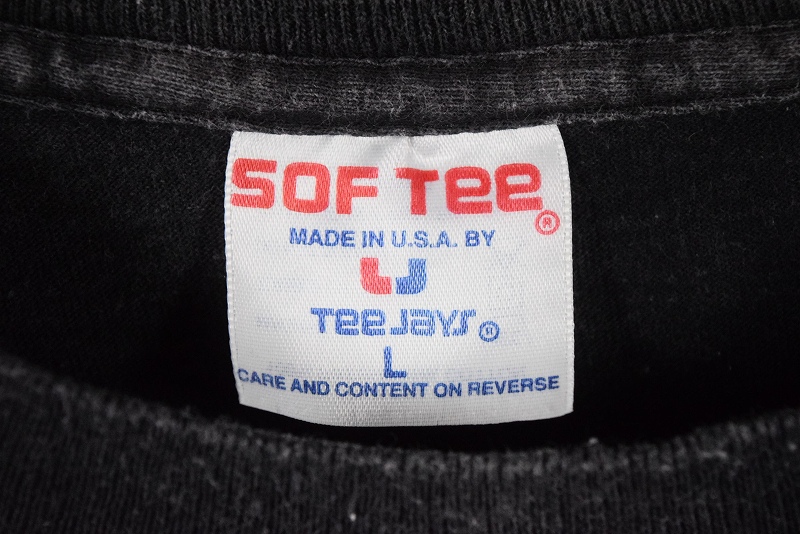 SOF TEE®
MADE IN U.S.A. BY
TEE JAYS®
L
CARE AND CONTENT ON REVERSE